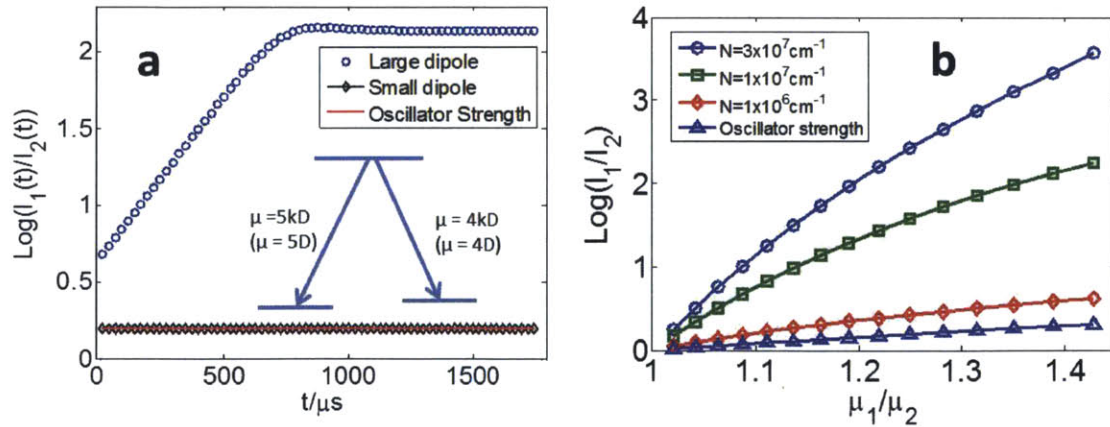 a
Log(I₁(t)/I₂(t))
2
1.5
1
0.5
0
0
500
1000
1500
t/μs
Large dipole
Small dipole
Oscillator Strength
μ =5kD
(μ = 5D)
μ = 4kD
(μ = 4D)
b
Log(I₁/I₂)
4
3
2
1
0
1
1.1
1.2
1.3
1.4
μ₁/μ₂
N=3x10⁷cm⁻¹
N=1x10⁷cm⁻¹
N=1x10⁶cm⁻¹
Oscillator strength